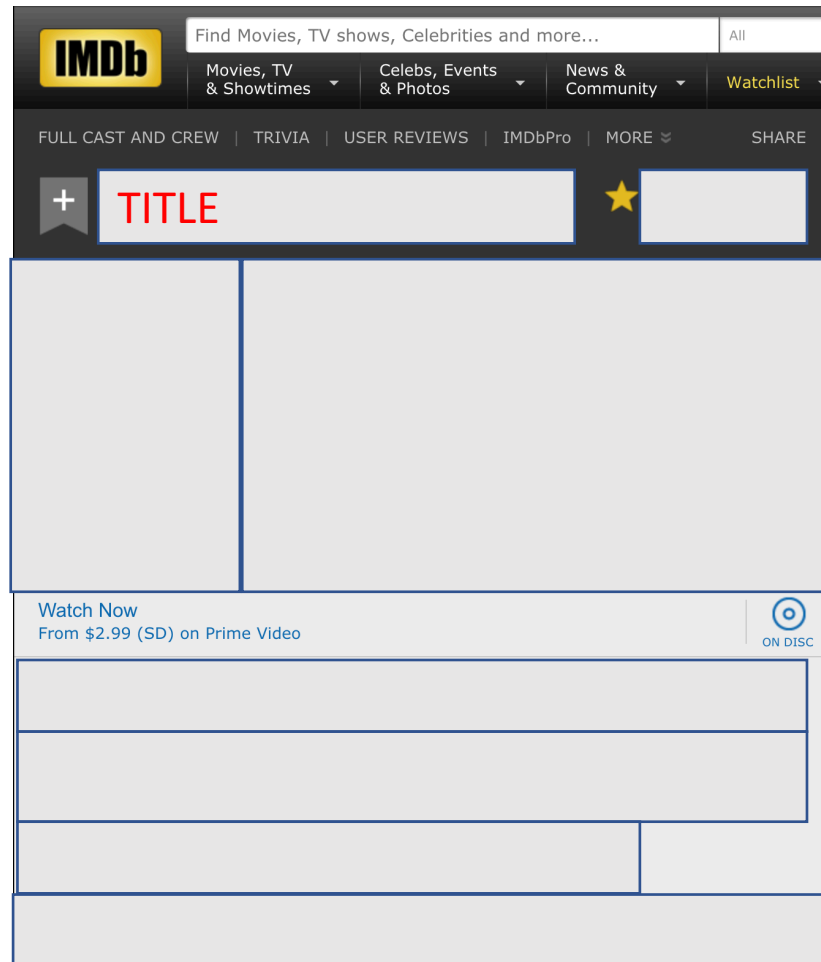 IMDb
Find Movies, TV shows, Celebrities and more...
All
Movies, TV
& Showtimes
Celebs, Events
& Photos
News &
Community
Watchlist
FULL CAST AND CREW | TRIVIA | USER REVIEWS | IMDbPro | MORE
SHARE
+
TITLE
Watch Now
From $2.99 (SD) on Prime Video
ON DISC